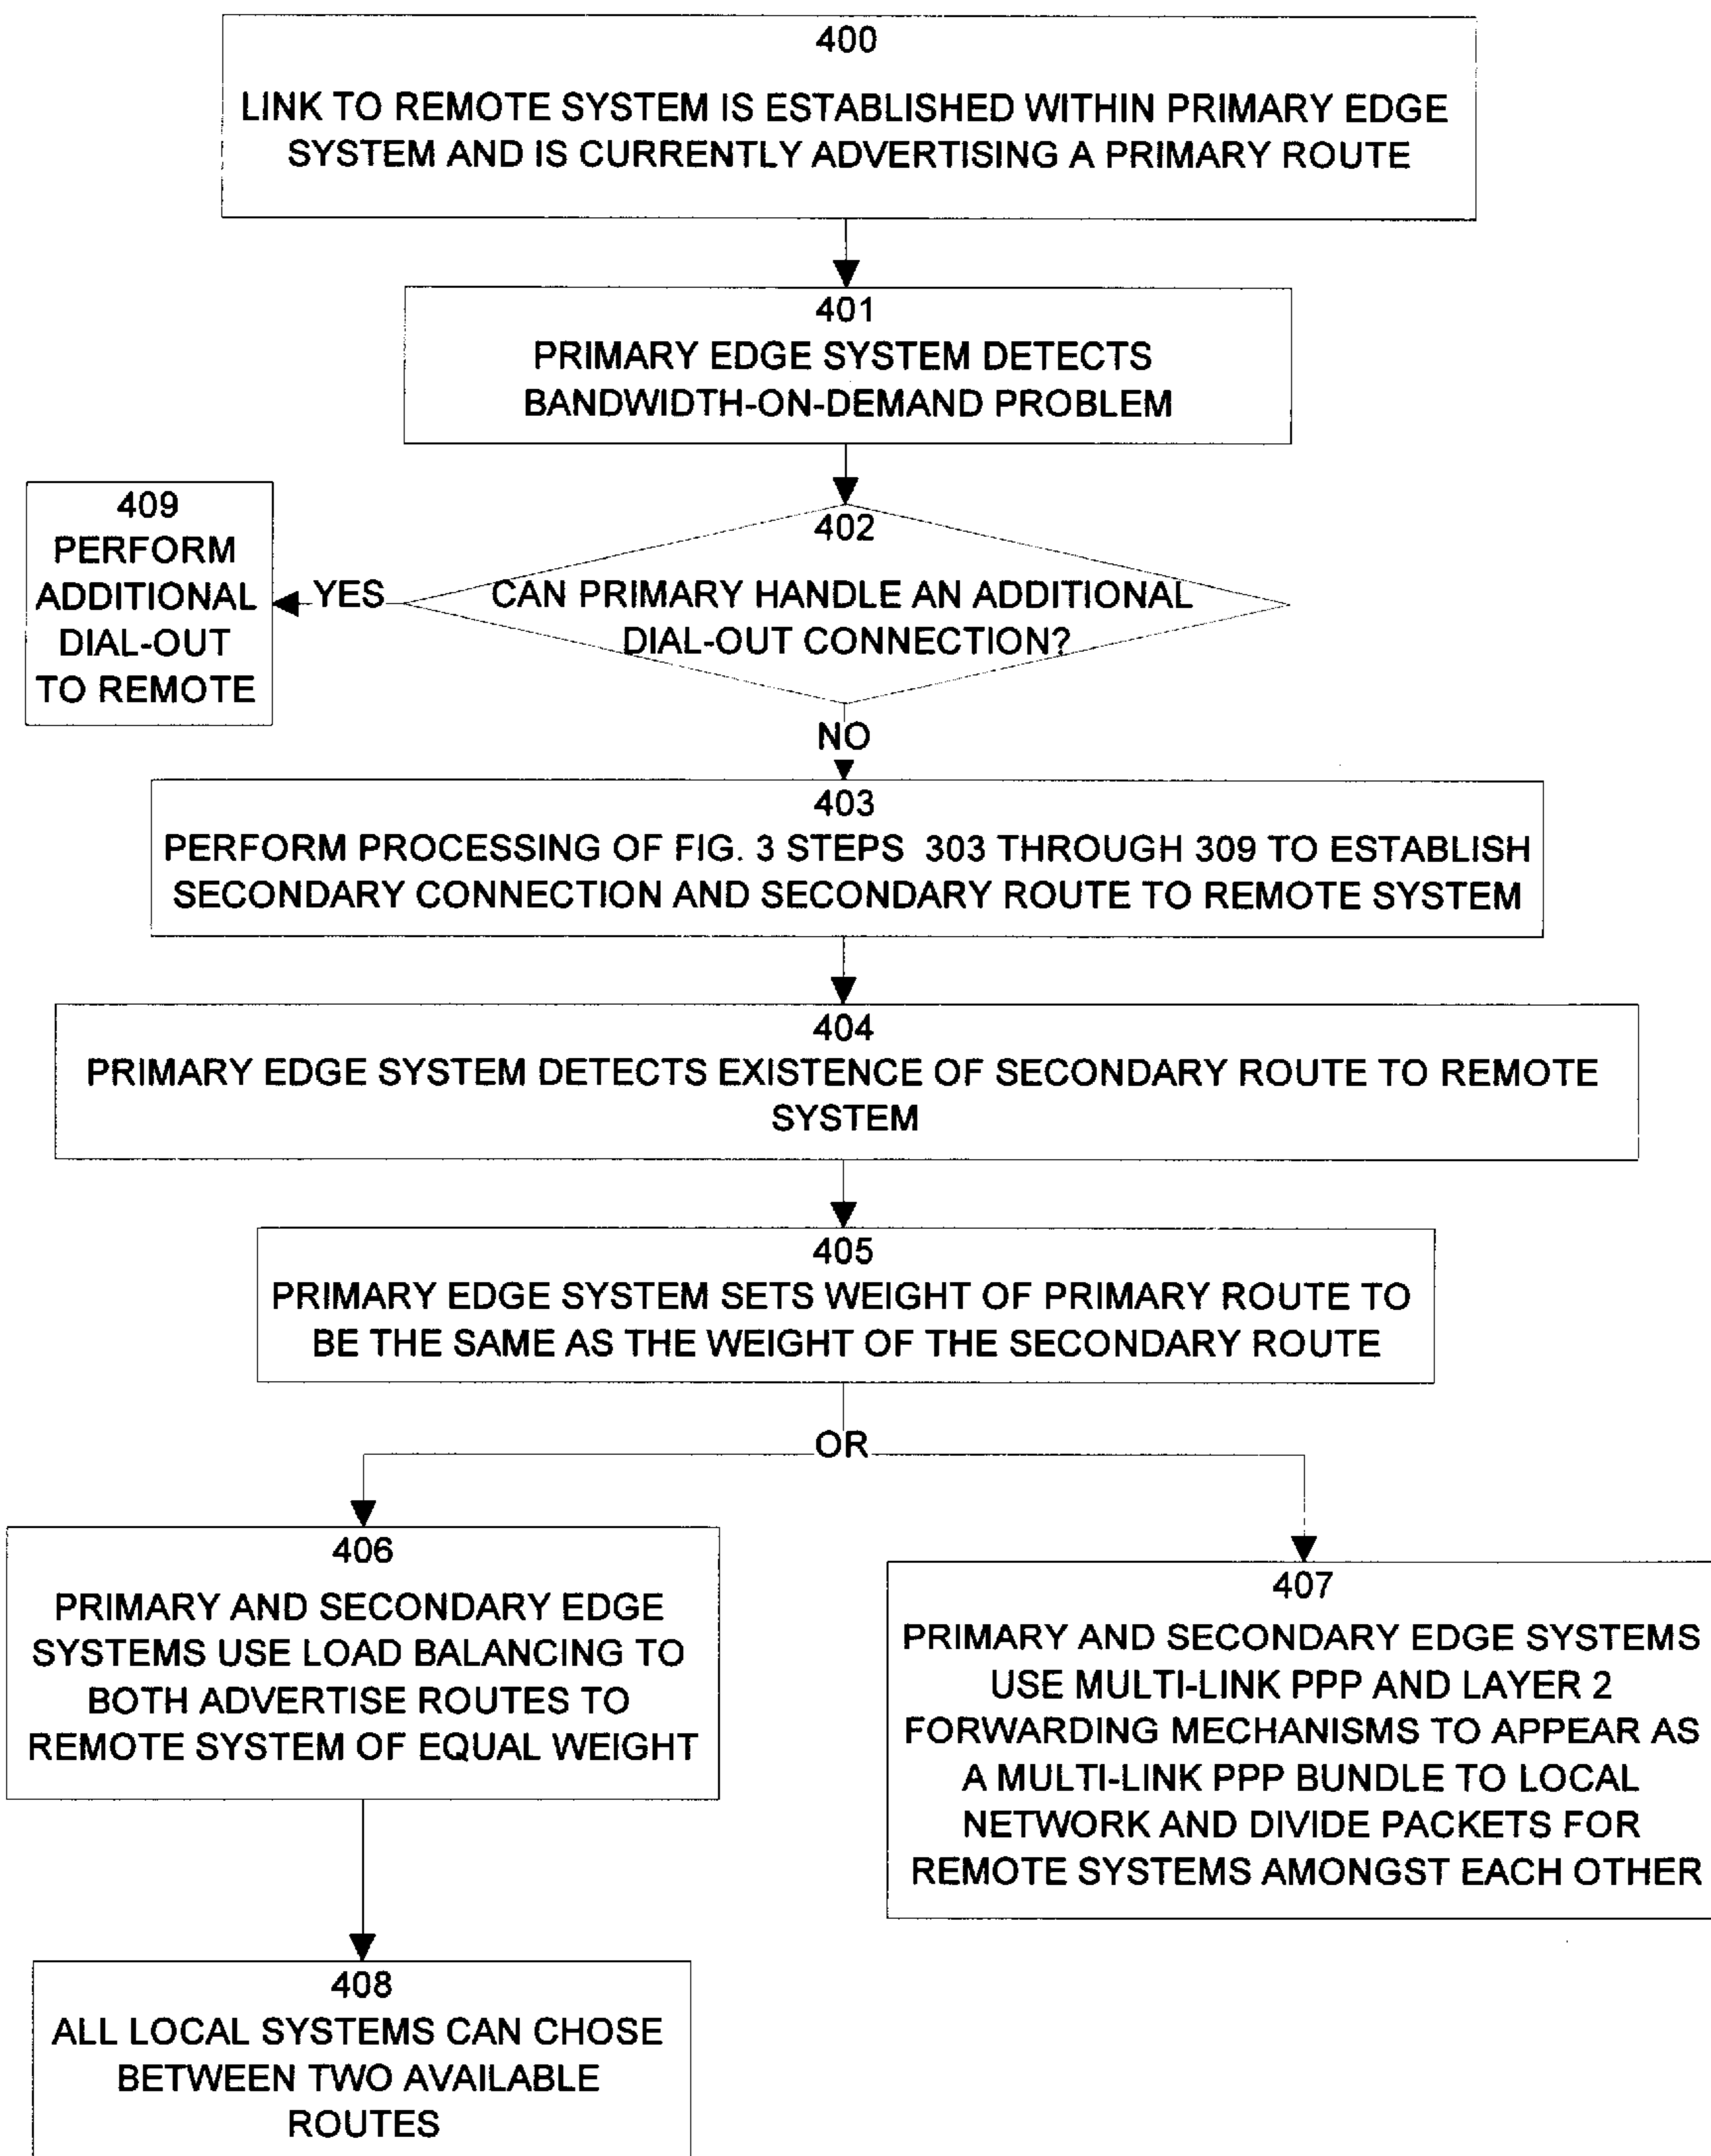 400
LINK TO REMOTE SYSTEM IS ESTABLISHED WITHIN PRIMARY EDGE
SYSTEM AND IS CURRENTLY ADVERTISING A PRIMARY ROUTE
401
PRIMARY EDGE SYSTEM DETECTS
BANDWIDTH-ON-DEMAND PROBLEM
402
CAN PRIMARY HANDLE AN ADDITIONAL
DIAL-OUT CONNECTION?
YES
409
PERFORM
ADDITIONAL
DIAL-OUT
TO REMOTE
NO
403
PERFORM PROCESSING OF FIG. 3 STEPS 303 THROUGH 309 TO ESTABLISH
SECONDARY CONNECTION AND SECONDARY ROUTE TO REMOTE SYSTEM
404
PRIMARY EDGE SYSTEM DETECTS EXISTENCE OF SECONDARY ROUTE TO REMOTE
SYSTEM
405
PRIMARY EDGE SYSTEM SETS WEIGHT OF PRIMARY ROUTE TO
BE THE SAME AS THE WEIGHT OF THE SECONDARY ROUTE
OR
406
PRIMARY AND SECONDARY EDGE
SYSTEMS USE LOAD BALANCING TO
BOTH ADVERTISE ROUTES TO
REMOTE SYSTEM OF EQUAL WEIGHT
407
PRIMARY AND SECONDARY EDGE SYSTEMS
USE MULTI-LINK PPP AND LAYER 2
FORWARDING MECHANISMS TO APPEAR AS
A MULTI-LINK PPP BUNDLE TO LOCAL
NETWORK AND DIVIDE PACKETS FOR
REMOTE SYSTEMS AMONGST EACH OTHER
408
ALL LOCAL SYSTEMS CAN CHOSE
BETWEEN TWO AVAILABLE
ROUTES